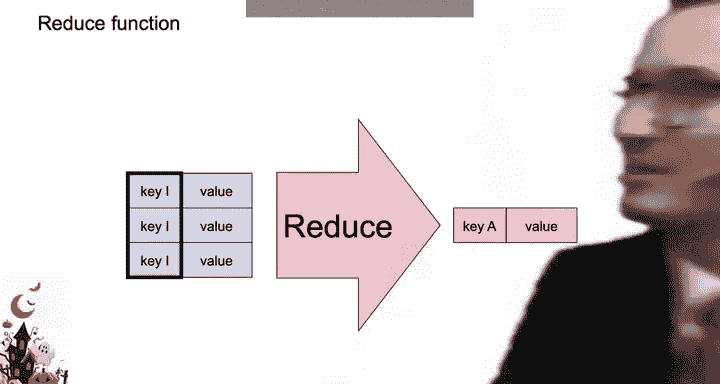 Reduce function
key I value
key I value
key I value
Reduce
key A value